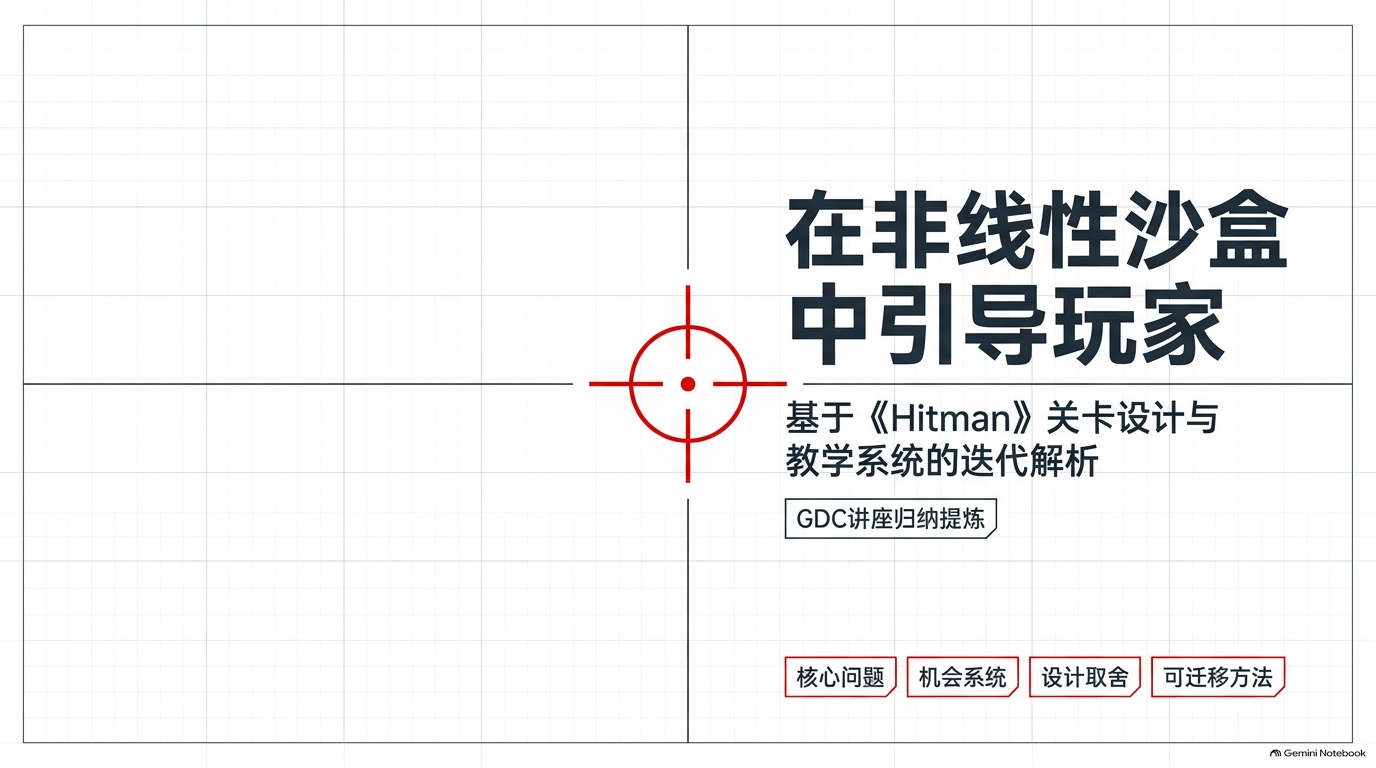 在非线性沙盒
中引导玩家
基于《Hitman》关卡设计与
教学系统的迭代解析
GDC讲座归纳提炼
核心问题
机会系统
设计取舍
可迁移方法
Gemini Notebook